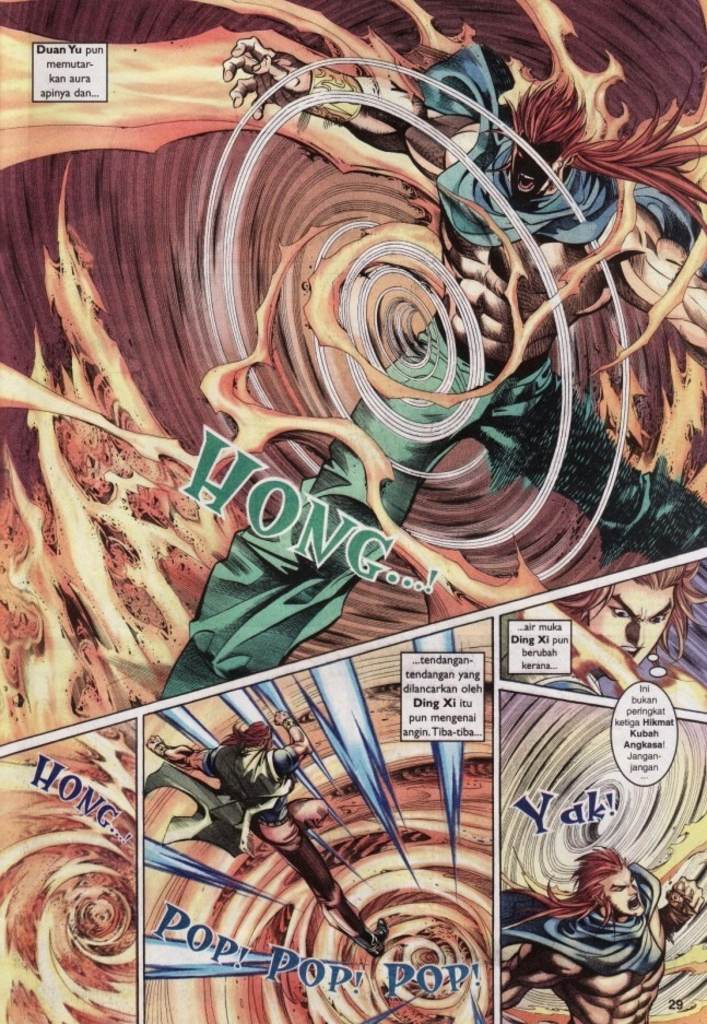 Duan Yu pun
memutar-
kan aura
apinya dan...
HONG...!
HONG...!
...tendangan-
tendangan yang
dilancarkan oleh
Ding Xi itu
pun mengenai
angin. Tiba-tiba...
POP! POP! POP!
...air muka
Ding Xi pun
berubah
kerana...
Ini
bukan
peringkat
ketiga Hikmat
Kubah
Angkasa!
Jangan-
jangan
...
Yak!
29